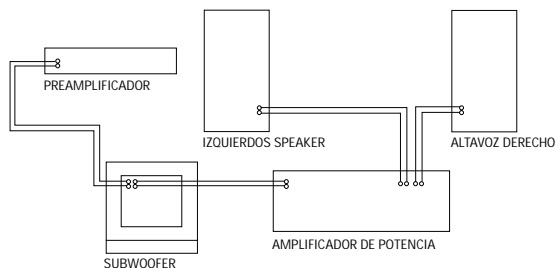 PREAMPLIFICADOR
IZQUIERDOS SPEAKER
ALTAVOZ DERECHO
AMPLIFICADOR DE POTENCIA
SUBWOOFER